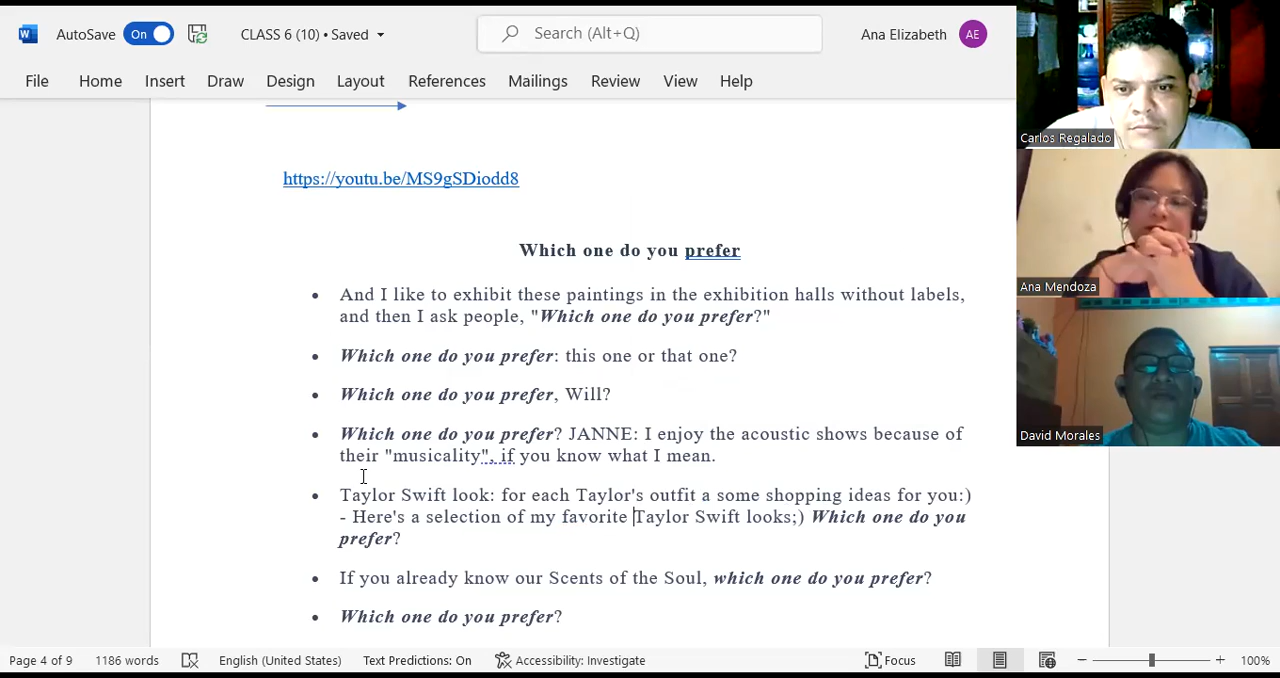 AutoSave On CLASS 6 (10) • Saved Search (Alt+Q) Ana Elizabeth AE
File Home Insert Draw Design Layout References Mailings Review View Help
https://youtu.be/MS9gSDiodd8
Which one do you prefer
• And I like to exhibit these paintings in the exhibition halls without labels,
and then I ask people, "Which one do you prefer?"
• Which one do you prefer: this one or that one?
• Which one do you prefer, Will?
• Which one do you prefer? JANNE: I enjoy the acoustic shows because of
their "musicality", if you know what I mean.
• Taylor Swift look: for each Taylor's outfit a some shopping ideas for you:)
- Here's a selection of my favorite Taylor Swift looks;) Which one do you
prefer?
• If you already know our Scents of the Soul, which one do you prefer?
• Which one do you prefer?
Page 4 of 9 1186 words English (United States) Text Predictions: On Accessibility: Investigate Focus 100%
Carlos Regalado
Ana Mendoza
David Morales